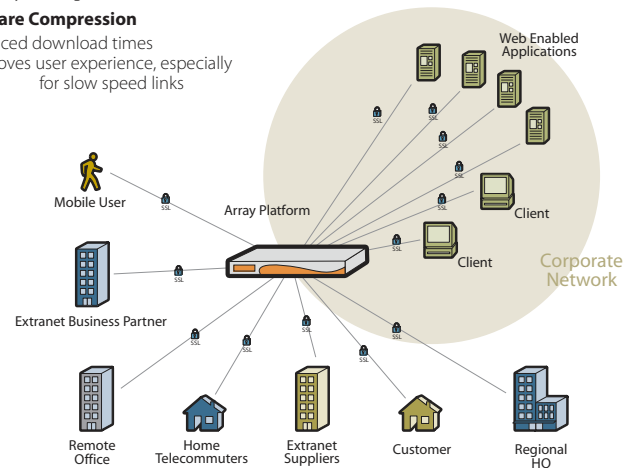 are Compression
ced download times
oves user experience, especially
for slow speed links
Web Enabled
Applications
SSL
SSL
SSL
SSL
SSL
Mobile User
SSL
Array Platform
Client
SSL
Client
Corporate
Network
SSL
SSL
Extranet Business Partner
SSL
SSL
SSL
SSL
SSL
Remote
Office
Home
Telecommuters
Extranet
Suppliers
Customer
Regional
HQ